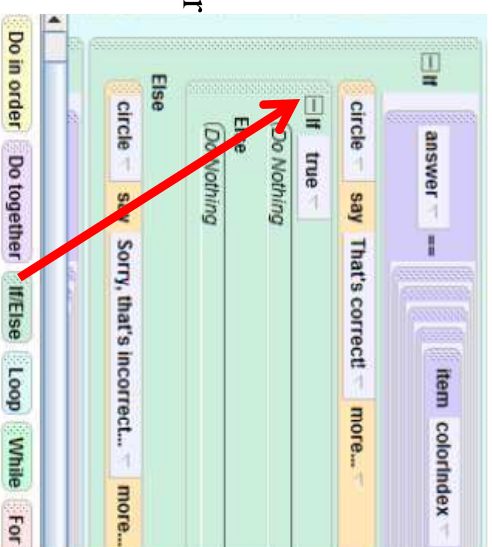 If answer == item colorIndex
circle say That's correct! more...
If true
Do Nothing
Else
Do Nothing
Else
circle say Sorry, that's incorrect... more...
Do in order Do together If/Else Loop While For
r